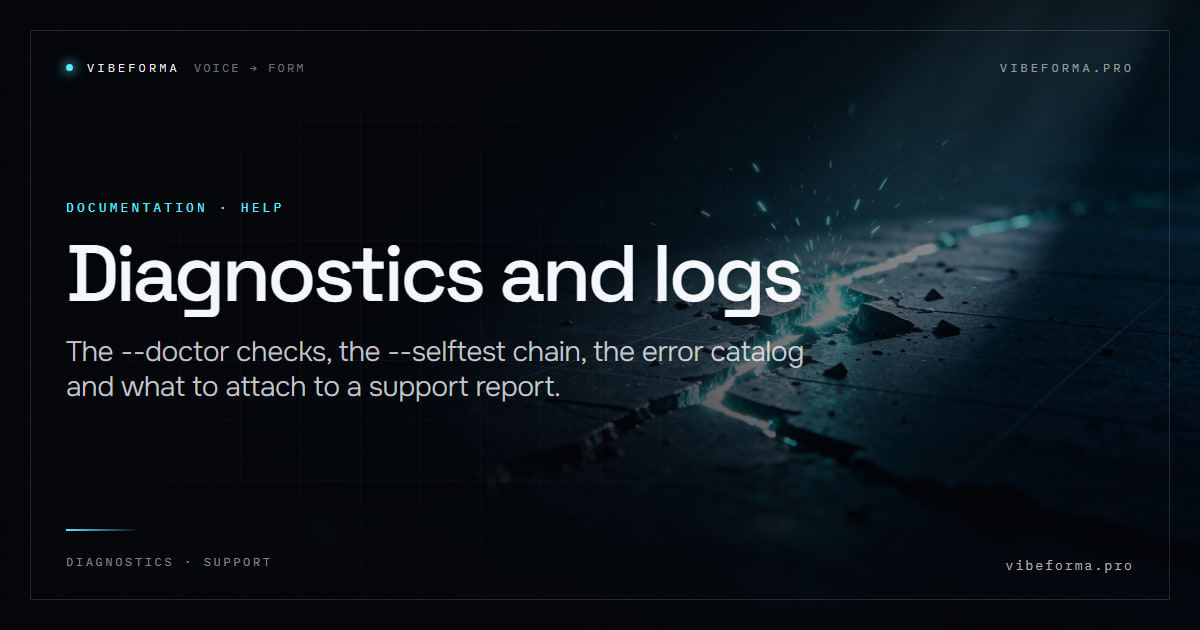 VIBEFORMA VOICE → FORM
VIBEFORMA.PRO
DOCUMENTATION · HELP
Diagnostics and logs
The --doctor checks, the --selftest chain, the error catalog
and what to attach to a support report.
DIAGNOSTICS · SUPPORT
vibeforma.pro